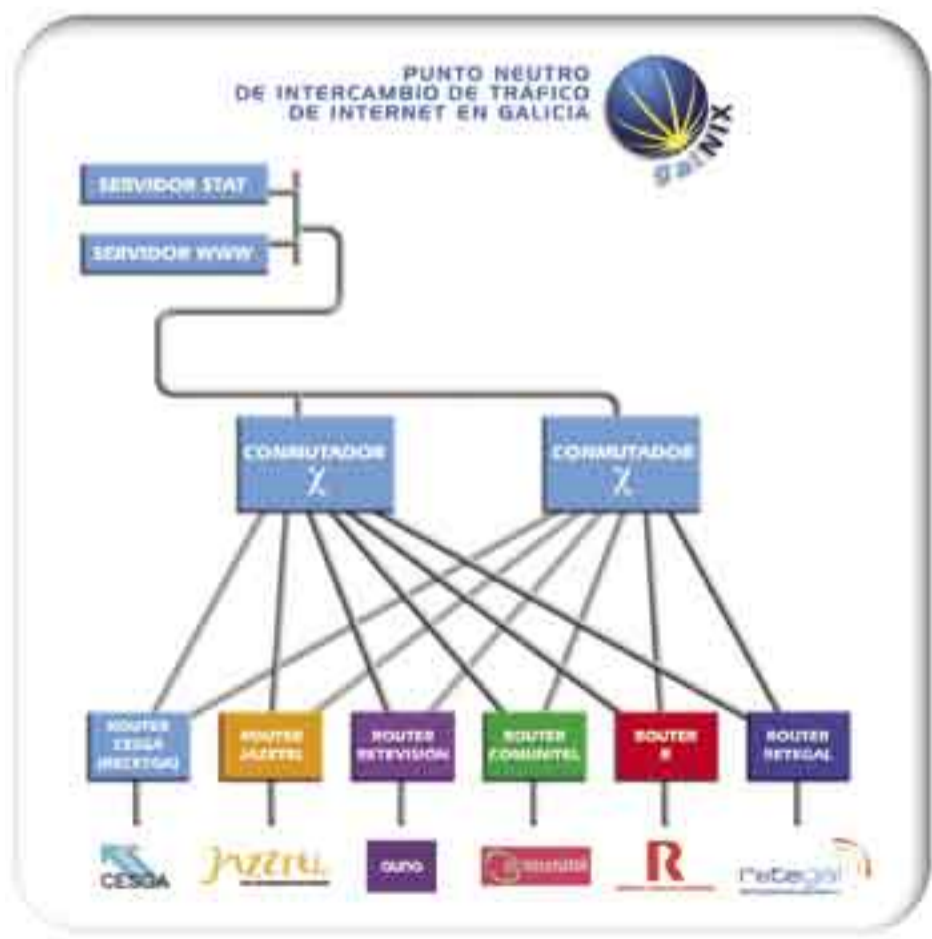 PUNTO NEUTRO
DE INTERCAMBIO DE TRÁFICO
DE INTERNET EN GALICIA
galNIX
SERVIDOR STAT
SERVIDOR WWW
CONMUTADOR
CONMUTADOR
ROUTER
CESGA
(RECETGA)
ROUTER
JAZZTEL
ROUTER
RETEVISIÓN
ROUTER
COMUNITEL
ROUTER
R
ROUTER
RETEGAL
CESGA
Jazztel
auna
R
retegal